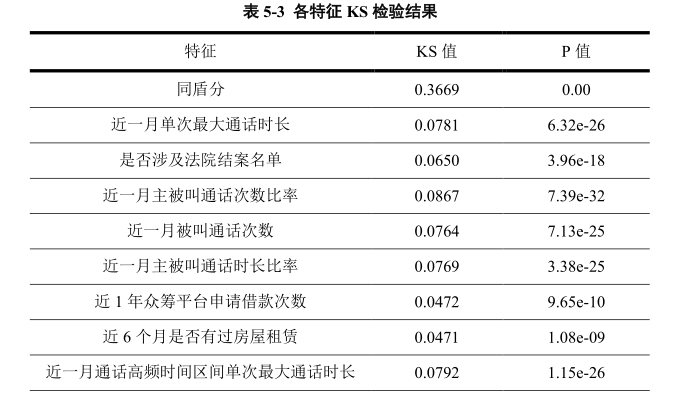 表 5-3 各特征 KS 检验结果
特征 KS 值 P 值
同盾分 0.3669 0.00
近一月单次最大通话时长 0.0781 6.32e-26
是否涉及法院结案名单 0.0650 3.96e-18
近一月主被叫通话次数比率 0.0867 7.39e-32
近一月被叫通话次数 0.0764 7.13e-25
近一月主被叫通话时长比率 0.0769 3.38e-25
近 1 年众筹平台申请借款次数 0.0472 9.65e-10
近 6 个月是否有过房屋租赁 0.0471 1.08e-09
近一月通话高频时间区间单次最大通话时长 0.0792 1.15e-26